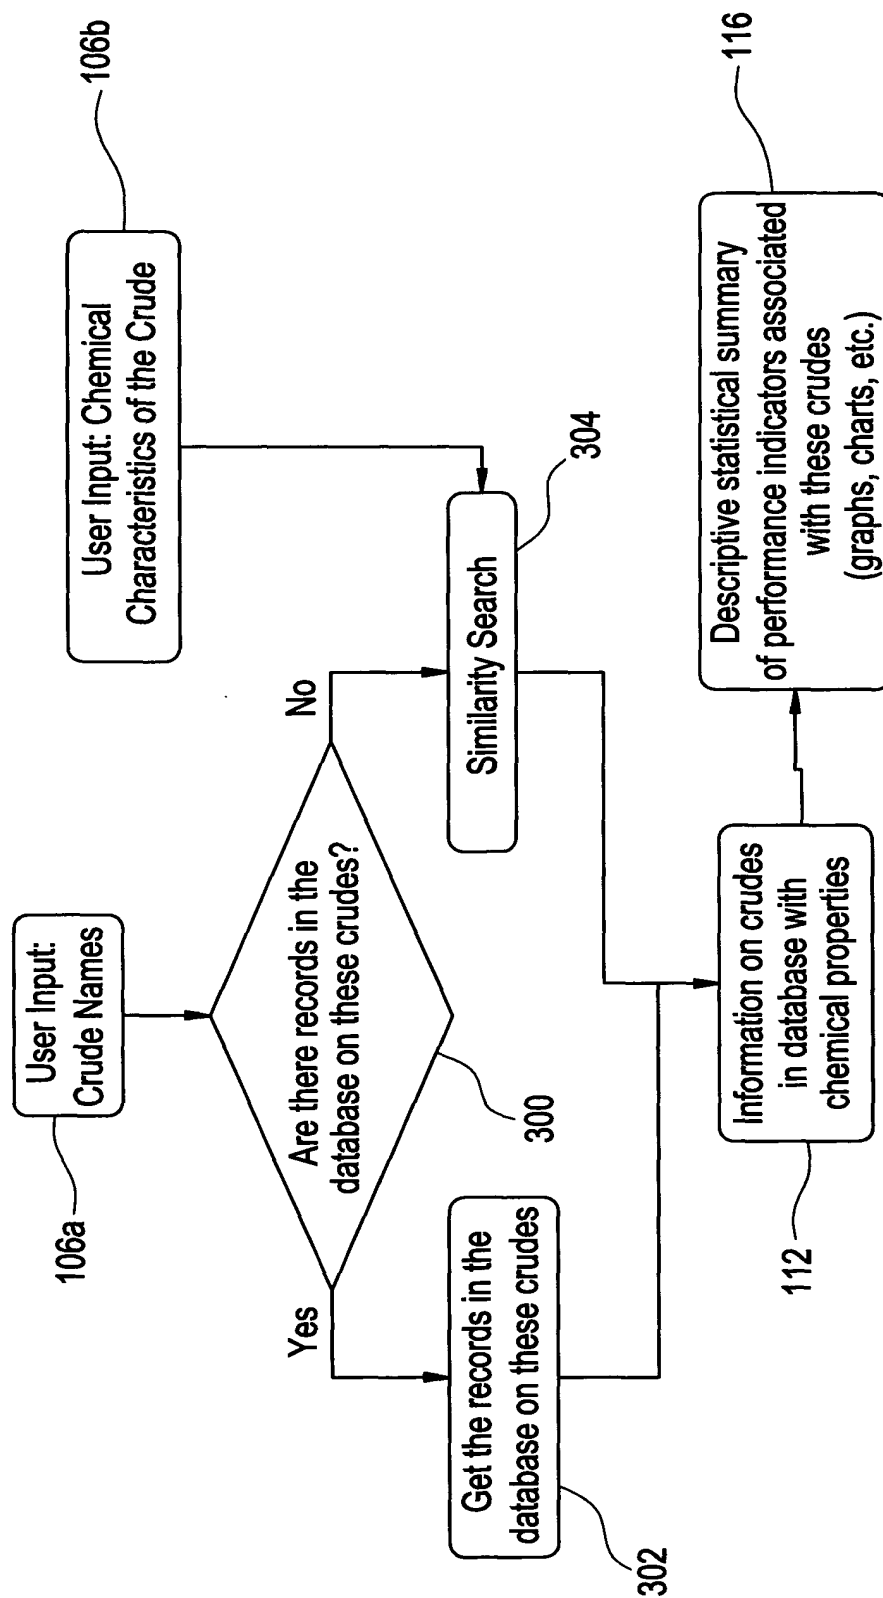 106a
User Input:
Crude Names
User Input: Chemical
Characteristics of the Crude
106b
Are there records in the
database on these crudes?
300
Yes
No
Get the records in the
database on these crudes
302
Similarity Search
304
Information on crudes
in database with
chemical properties
112
Descriptive statistical summary
of performance indicators associated
with these crudes
(graphs, charts, etc.)
116